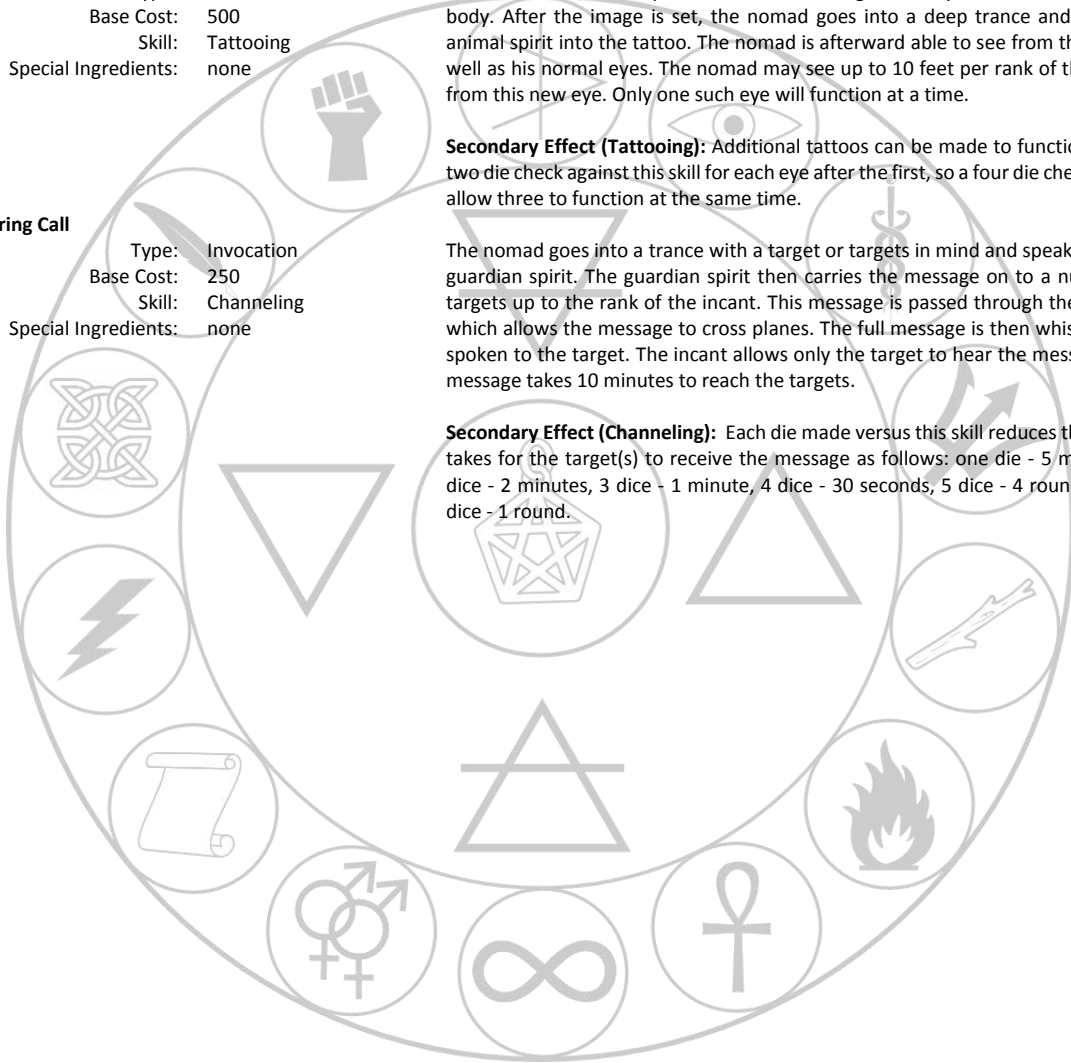 Base Cost: 500
Skill: Tattooing
Special Ingredients: none
body. After the image is set, the nomad goes into a deep trance and
animal spirit into the tattoo. The nomad is afterward able to see from
well as his normal eyes. The nomad may see up to 10 feet per rank of
from this new eye. Only one such eye will function at a time.
Secondary Effect (Tattooing): Additional tattoos can be made to
two die check against this skill for each eye after the first, so a four die
allow three to function at the same time.
ring Call
Type: Invocation
Base Cost: 250
Skill: Channeling
Special Ingredients: none
The nomad goes into a trance with a target or targets in mind and
guardian spirit. The guardian spirit then carries the message on to a
targets up to the rank of the incant. This message is passed through
which allows the message to cross planes. The full message is then
spoken to the target. The incant allows only the target to hear the
message takes 10 minutes to reach the targets.
Secondary Effect (Channeling): Each die made versus this skill reduces
takes for the target(s) to receive the message as follows: one die - 5
dice - 2 minutes, 3 dice - 1 minute, 4 dice - 30 seconds, 5 dice - 4
dice - 1 round.